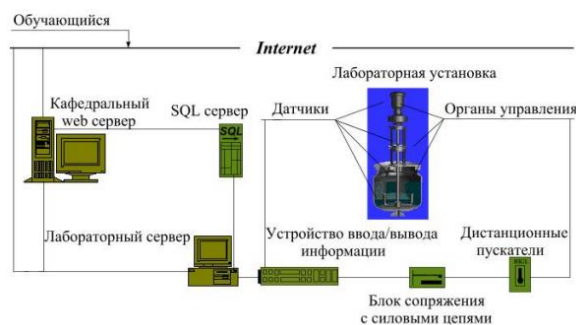 Обучающийся
Internet
Лабораторная установка
Кафедральный
web сервер
SQL сервер
SQL
Датчики
Органы управления
Лабораторный сервер
Устройство ввода/вывода
информации
Дистанционные
пускатели
Блок сопряжения
с силовыми цепями